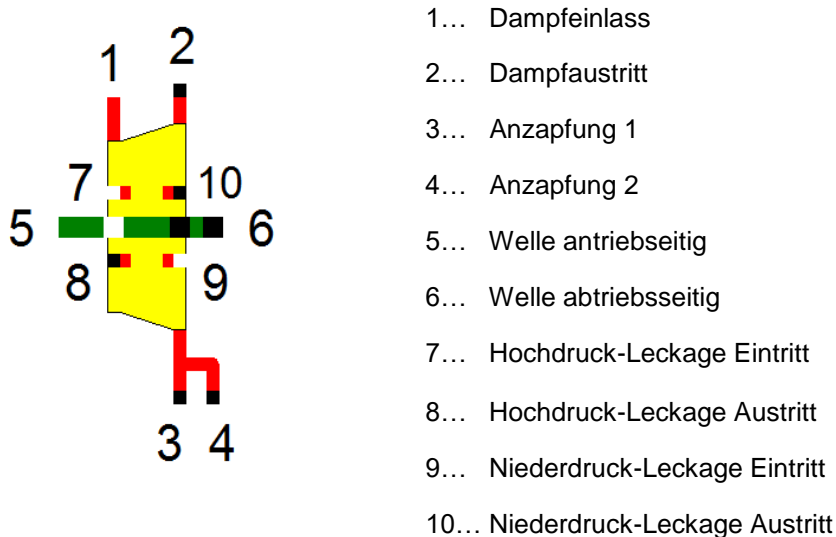 1
2
7
10
5
6
8
9
3
4
1… Dampfeinlass
2… Dampfaustritt
3… Anzapfung 1
4… Anzapfung 2
5… Welle antriebseitig
6… Welle abtriebsseitig
7… Hochdruck-Leckage Eintritt
8… Hochdruck-Leckage Austritt
9… Niederdruck-Leckage Eintritt
10… Niederdruck-Leckage Austritt